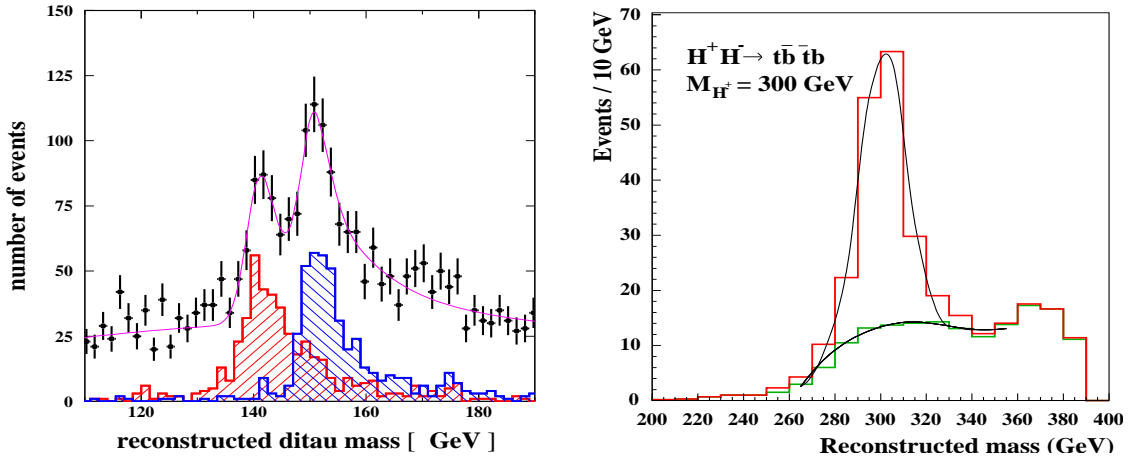 number of events
150
125
100
75
50
25
0
120 140 160 180
reconstructed ditau mass [ GeV ]
Events / 10 GeV
70
60
50
40
30
20
10
0
H⁺H⁻→ tb̄ t̄b
M_H⁺ = 300 GeV
200 220 240 260 280 300 320 340 360 380 400
Reconstructed mass (GeV)